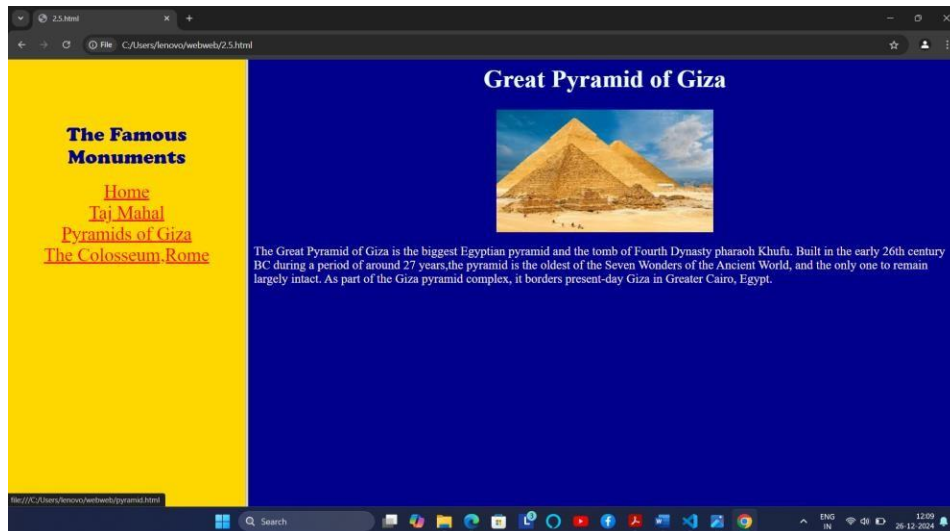 2.5.html
File C:/Users/lenovo/webweb/2.5.html
The Famous
Monuments
Home
Taj Mahal
Pyramids of Giza
The Colosseum,Rome
Great Pyramid of Giza
The Great Pyramid of Giza is the biggest Egyptian pyramid and the tomb of Fourth Dynasty pharaoh Khufu. Built in the early 26th century
BC during a period of around 27 years,the pyramid is the oldest of the Seven Wonders of the Ancient World, and the only one to remain
largely intact. As part of the Giza pyramid complex, it borders present-day Giza in Greater Cairo, Egypt.
file:///C:/Users/lenovo/webweb/pyramid.html
Search
ENG
IN
12:09
26-12-2024